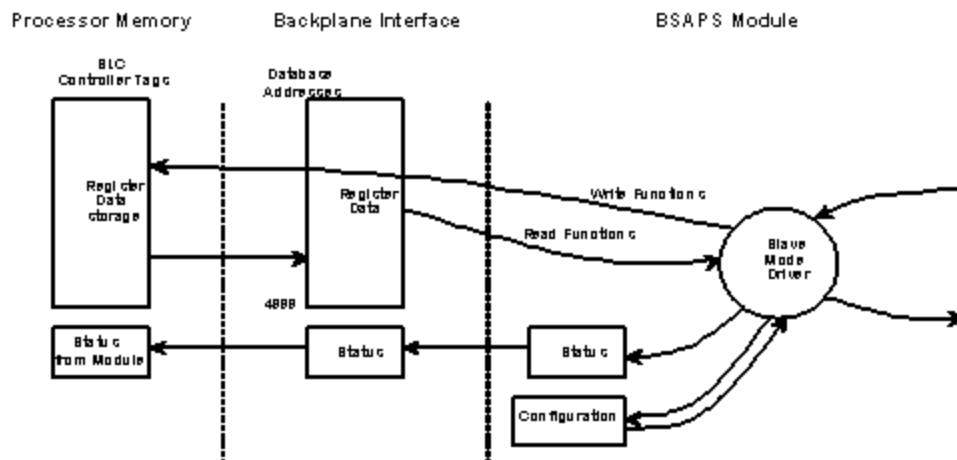 Processor Memory
Backplane Interface
BSAPS Module
SLC
Controller Tags
Database
Addresses
Register
Data
storage
Register
Data
Write Functions
Read Functions
Slave
Mode
Driver
4999
Status
from Module
Status
Status
Configuration